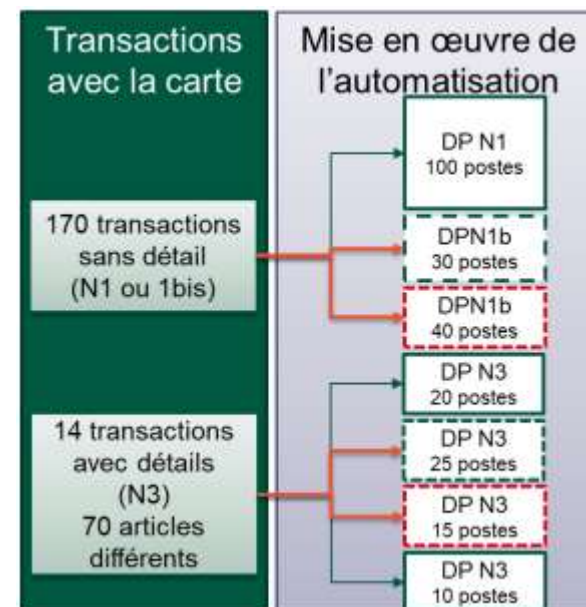 Transactions
avec la carte
170 transactions
sans détail
(N1 ou 1bis)
14 transactions
avec détails
(N3)
70 articles
différents
Mise en œuvre de
l'automatisation
DP N1
100 postes
DPN1b
30 postes
DPN1b
40 postes
DP N3
20 postes
DP N3
25 postes
DP N3
15 postes
DP N3
10 postes